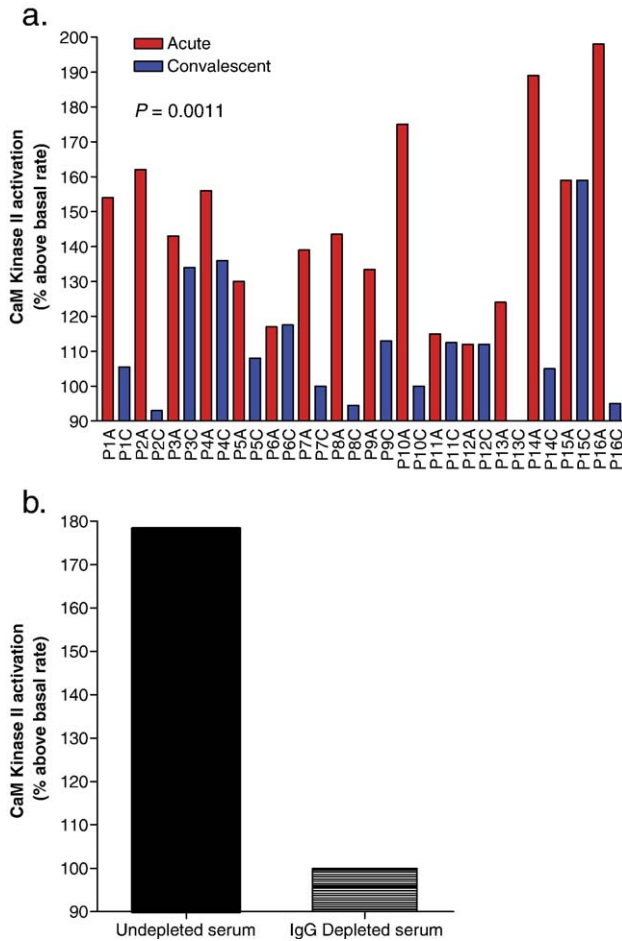 a.
Acute
Convalescent
P = 0.0011
CaM Kinase II activation
(% above basal rate)
200
190
180
170
160
150
140
130
120
110
100
90
P1A
P1C
P2A
P2C
P3A
P3C
P4A
P4C
P5A
P5C
P6A
P6C
P7A
P7C
P8A
P8C
P9A
P9C
P10A
P10C
P11A
P11C
P12A
P12C
P13A
P13C
P14A
P14C
P15A
P15C
P16A
P16C
b.
CaM Kinase II activation
(% above basal rate)
180
170
160
150
140
130
120
110
100
90
Undepleted serum
IgG Depleted serum